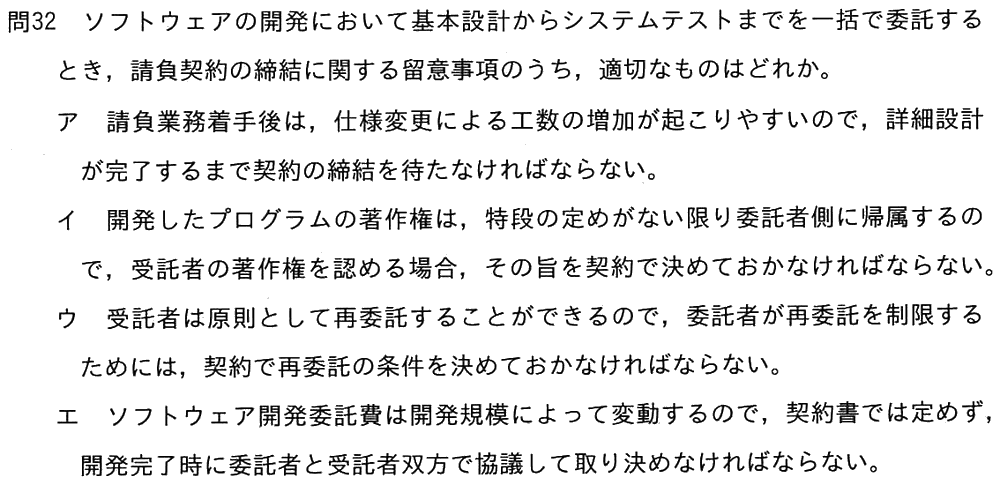 問32 ソフトウェアの開発において基本設計からシステムテストまでを一括で委託する
とき，請負契約の締結に関する留意事項のうち，適切なものはどれか。
ア 請負業務着手後は，仕様変更による工数の増加が起こりやすいので，詳細設計
が完了するまで契約の締結を待たなければならない。
イ 開発したプログラムの著作権は，特段の定めがない限り委託者側に帰属するの
で，受託者の著作権を認める場合，その旨を契約で決めておかなければならない。
ウ 受託者は原則として再委託することができるので，委託者が再委託を制限する
ためには，契約で再委託の条件を決めておかなければならない。
エ ソフトウェア開発委託費は開発規模によって変動するので，契約書では定めず，
開発完了時に委託者と受託者双方で協議して取り決めなければならない。